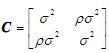 C = [ σ² ρσ²
ρσ² σ² ]